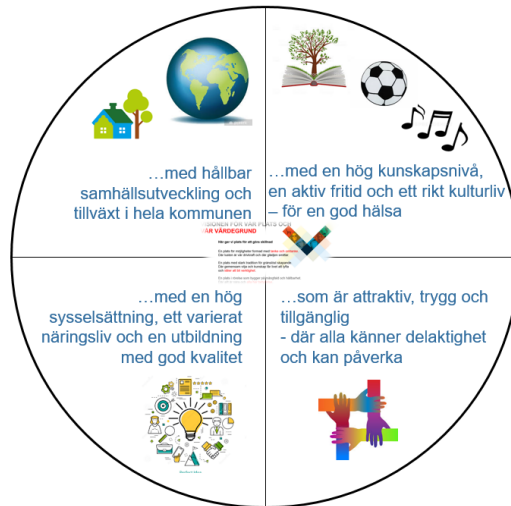 …med hållbar
samhällsutveckling och
tillväxt i hela kommunen
…med en hög kunskapsnivå,
en aktiv fritid och ett rikt kulturliv
– för en god hälsa
VÅR VÄRDEGRUND
…med en hög
sysselsättning, ett varierat
näringsliv och en utbildning
med god kvalitet
…som är attraktiv, trygg och
tillgänglig
- där alla känner delaktighet
och kan påverka